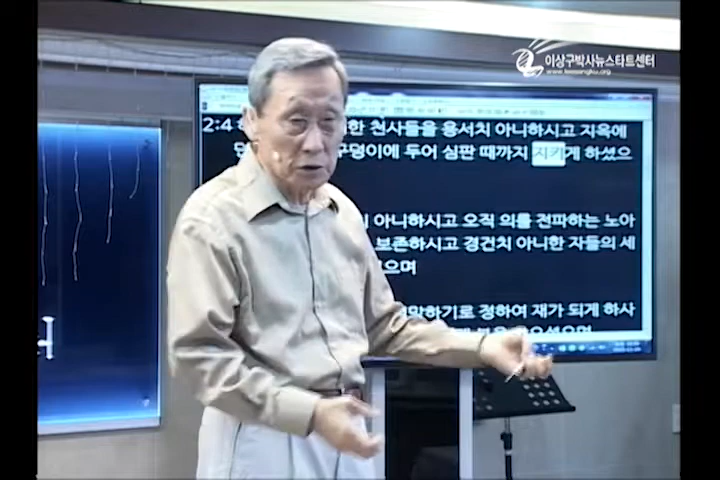 이상구박사뉴스타트센터
www.leesangku.org
2:4 한 천사들을 용서치 아니하시고 지옥에
구덩이에 두어 심판 때까지 지키게 하셨으
아니하시고 오직 의를 전파하는 노아
보존하시고 경건치 아니한 자들의 세
으며
하기로 정하여 재가 되게 하사